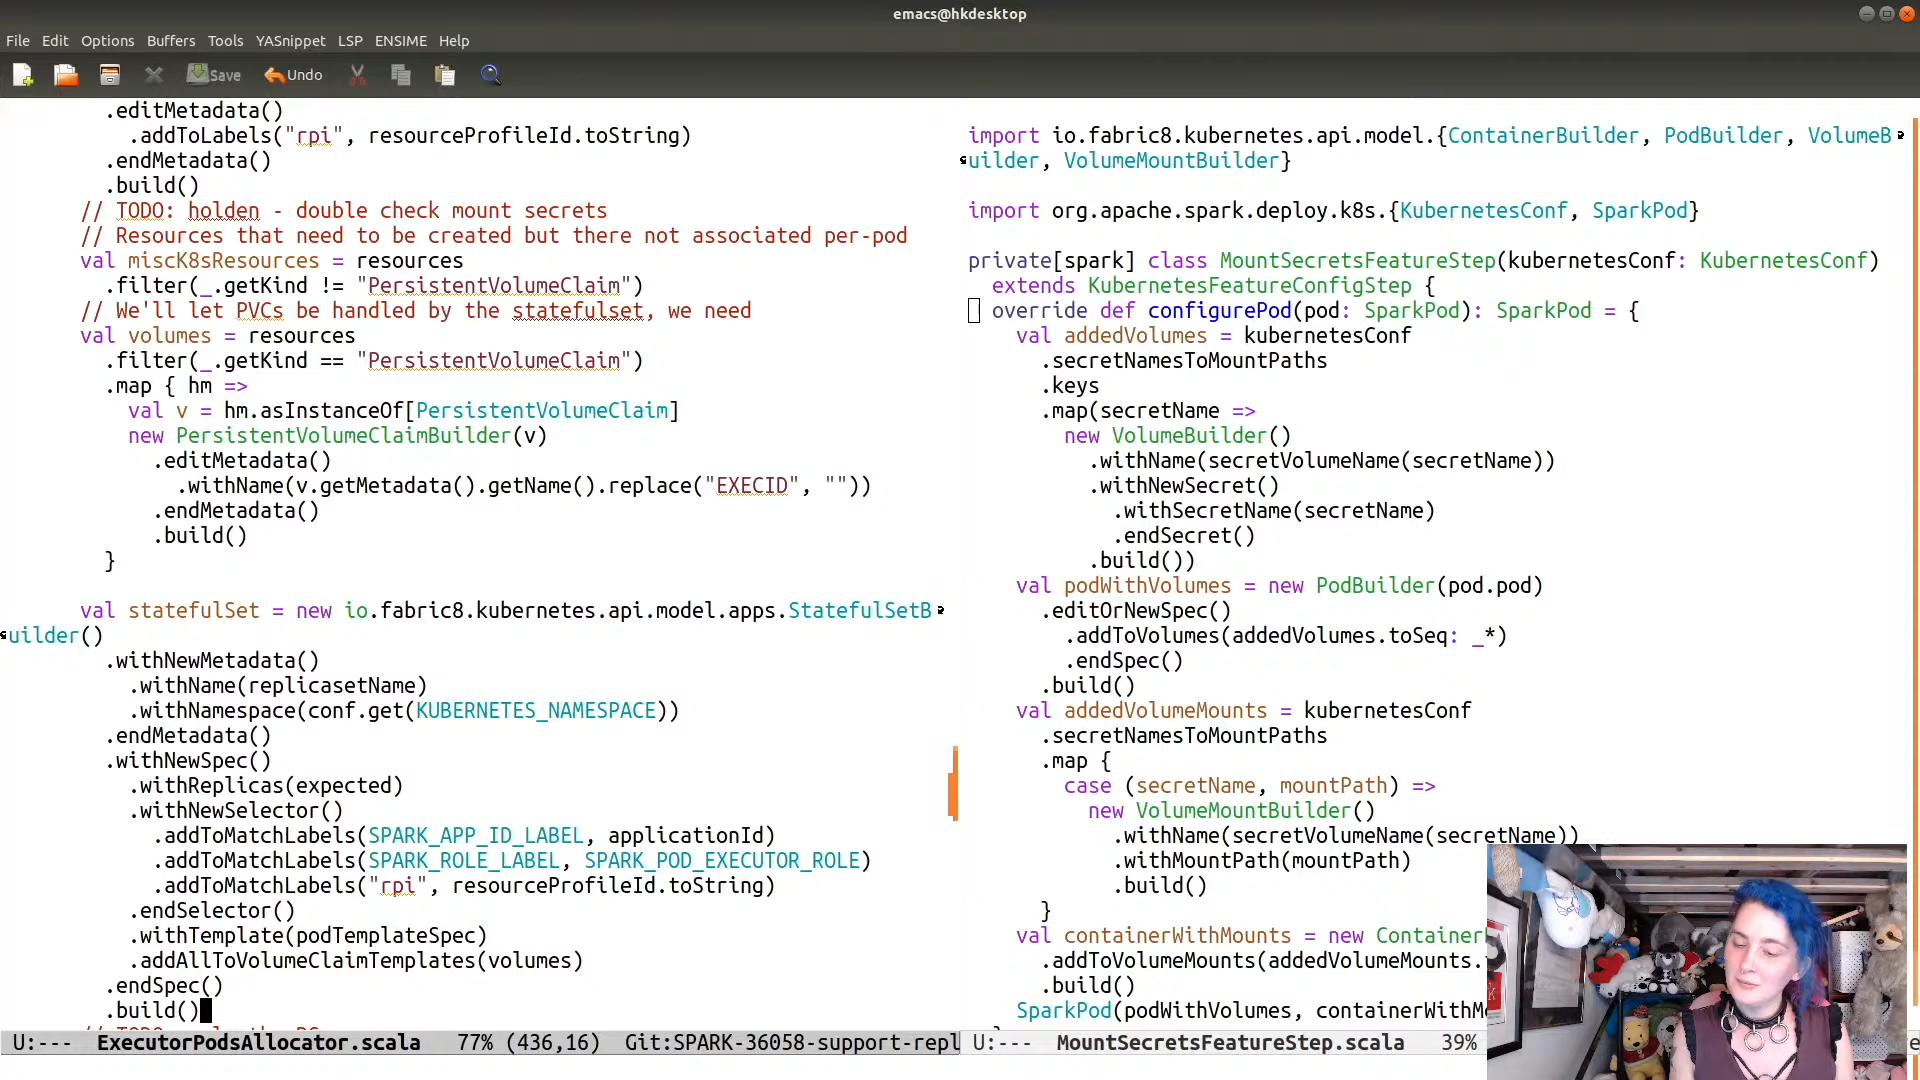 emacs@hkdesktop
File Edit Options Buffers Tools YASnippet LSP ENSIME Help
Save Undo
.editMetadata()
.addToLabels("rpi", resourceProfileId.toString)
.endMetadata()
.build()
// TODO: holden - double check mount secrets
// Resources that need to be created but there not associated per-pod
val miscK8sResources = resources
.filter(_.getKind != "PersistentVolumeClaim")
// We'll let PVCs be handled by the statefulset, we need
val volumes = resources
.filter(_.getKind == "PersistentVolumeClaim")
.map { hm =>
val v = hm.asInstanceOf[PersistentVolumeClaim]
new PersistentVolumeClaimBuilder(v)
.editMetadata()
.withName(v.getMetadata().getName().replace("EXECID", ""))
.endMetadata()
.build()
}
val statefulSet = new io.fabric8.kubernetes.api.model.apps.StatefulSetB
uilder()
.withNewMetadata()
.withName(replicasetName)
.withNamespace(conf.get(KUBERNETES_NAMESPACE))
.endMetadata()
.withNewSpec()
.withReplicas(expected)
.withNewSelector()
.addToMatchLabels(SPARK_APP_ID_LABEL, applicationId)
.addToMatchLabels(SPARK_ROLE_LABEL, SPARK_POD_EXECUTOR_ROLE)
.addToMatchLabels("rpi", resourceProfileId.toString)
.endSelector()
.withTemplate(podTemplateSpec)
.addAllToVolumeClaimTemplates(volumes)
.endSpec()
.build()
U:--- ExecutorPodsAllocator.scala 77% (436,16) Git:SPARK-36058-support-repl
import io.fabric8.kubernetes.api.model.{ContainerBuilder, PodBuilder, VolumeB
uilder, VolumeMountBuilder}
import org.apache.spark.deploy.k8s.{KubernetesConf, SparkPod}
private[spark] class MountSecretsFeatureStep(kubernetesConf: KubernetesConf)
extends KubernetesFeatureConfigStep {
override def configurePod(pod: SparkPod): SparkPod = {
val addedVolumes = kubernetesConf
.secretNamesToMountPaths
.keys
.map(secretName =>
new VolumeBuilder()
.withName(secretVolumeName(secretName))
.withNewSecret()
.withSecretName(secretName)
.endSecret()
.build())
val podWithVolumes = new PodBuilder(pod.pod)
.editOrNewSpec()
.addToVolumes(addedVolumes.toSeq: _*)
.endSpec()
.build()
val addedVolumeMounts = kubernetesConf
.secretNamesToMountPaths
.map {
case (secretName, mountPath) =>
new VolumeMountBuilder()
.withName(secretVolumeName(secretName))
.withMountPath(mountPath)
.build()
}
val containerWithMounts = new Container
.addToVolumeMounts(addedVolumeMounts.
.build()
SparkPod(podWithVolumes, containerWithM
U:--- MountSecretsFeatureStep.scala 39%